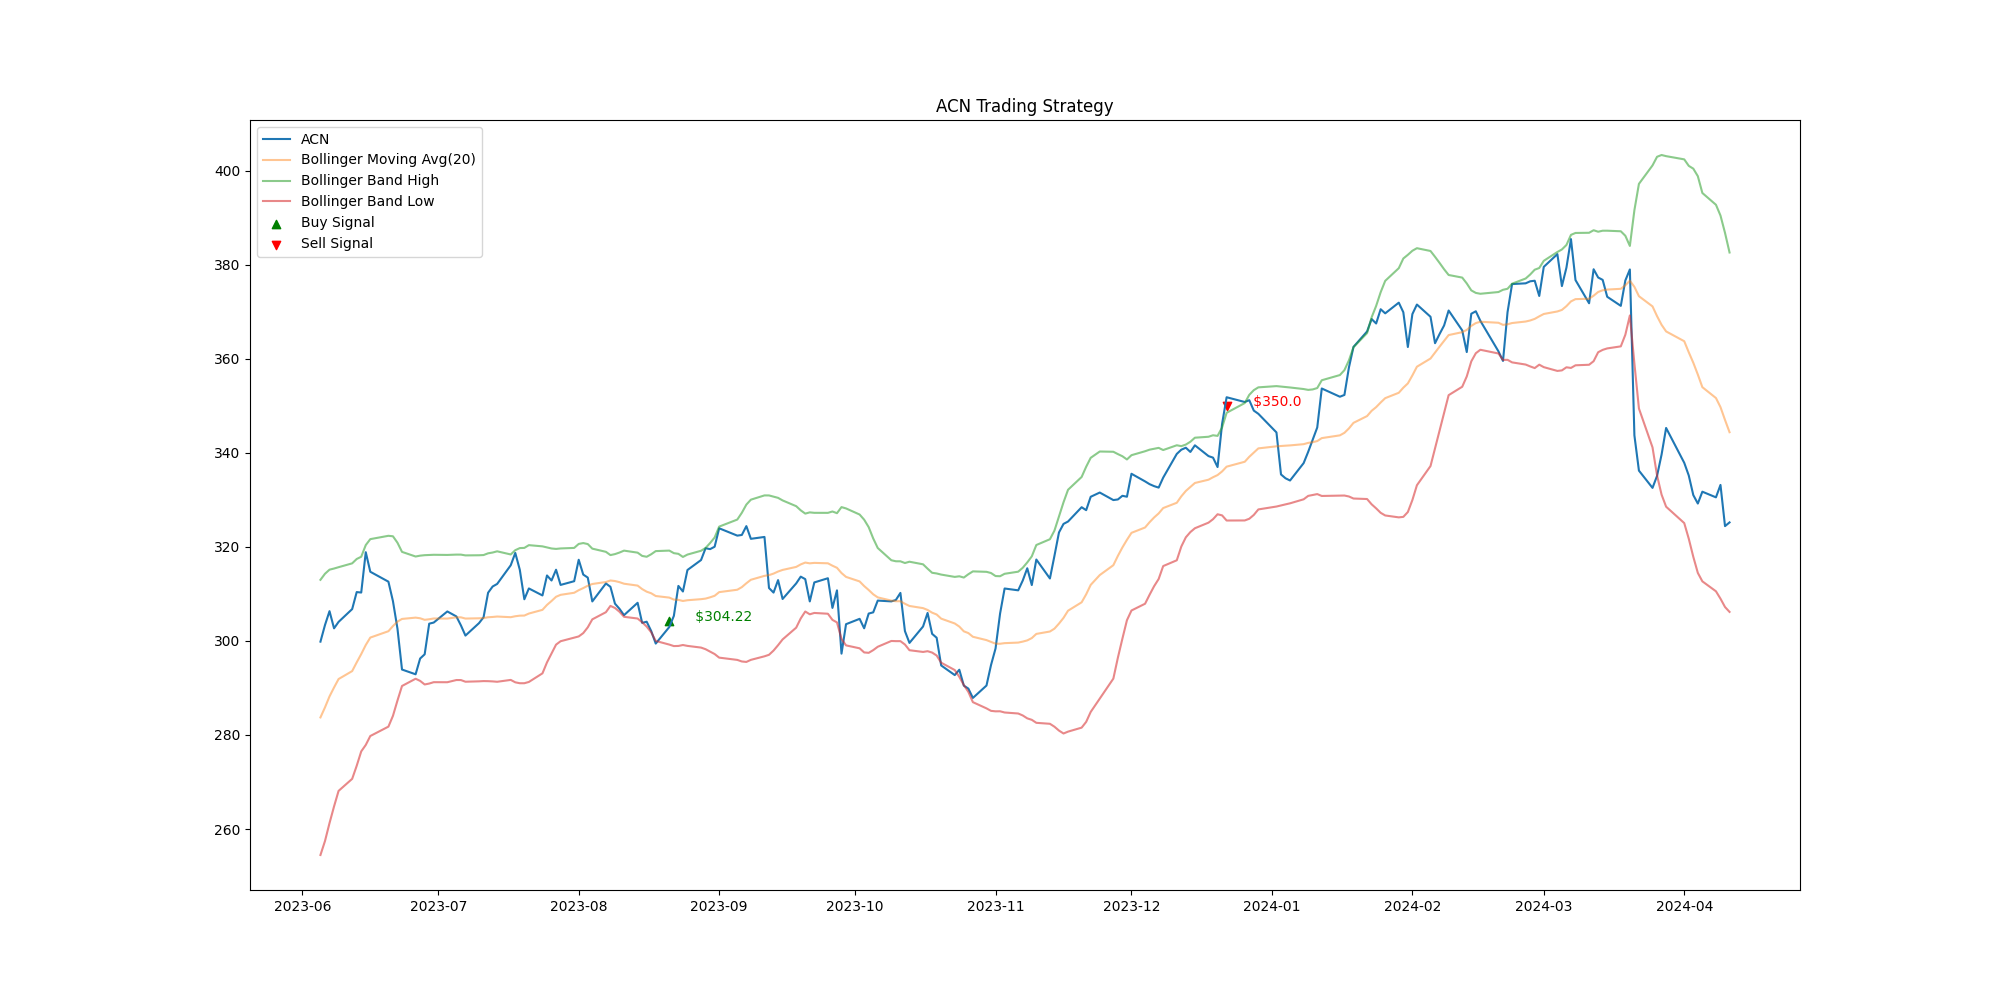 ACN Trading Strategy
ACN
Bollinger Moving Avg(20)
Bollinger Band High
Bollinger Band Low
Buy Signal
Sell Signal
400
380
360
340
320
300
280
260
$350.0
$304.22
2023-06 2023-07 2023-08 2023-09 2023-10 2023-11 2023-12 2024-01 2024-02 2024-03 2024-04